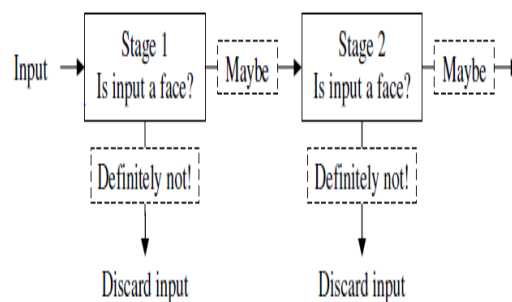 Input
Stage 1
Is input a face?
Maybe
Stage 2
Is input a face?
Maybe
Definitely not!
Definitely not!
Discard input
Discard input